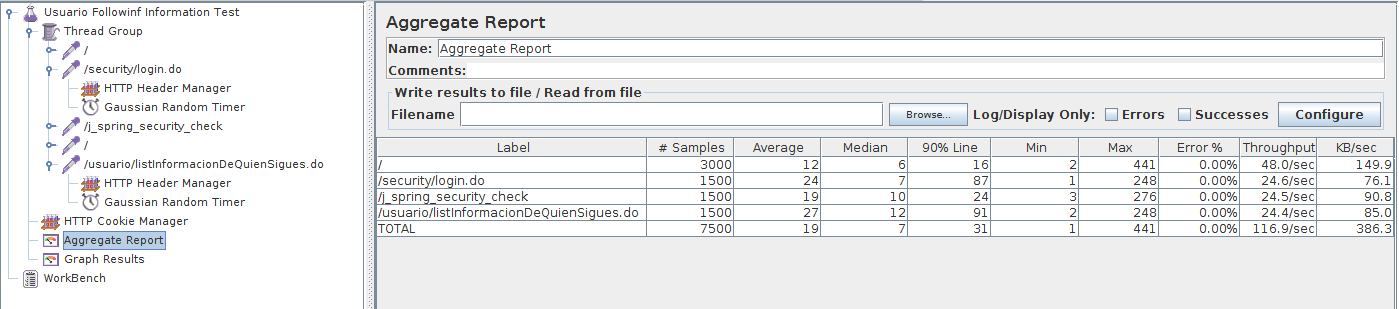 Usuario Followinf Information Test
Thread Group
/
/security/login.do
HTTP Header Manager
Gaussian Random Timer
/j_spring_security_check
/
/usuario/listInformacionDeQuienSigues.do
HTTP Header Manager
Gaussian Random Timer
HTTP Cookie Manager
Aggregate Report
Graph Results
WorkBench
Aggregate Report
Name: Aggregate Report
Comments:
Write results to file / Read from file
Filename Browse... Log/Display Only: Errors Successes Configure
Label # Samples Average Median 90% Line Min Max Error % Throughput KB/sec
/ 3000 12 6 16 2 441 0.00% 48.0/sec 149.9
/security/login.do 1500 24 7 87 1 248 0.00% 24.6/sec 76.1
/j_spring_security_check 1500 19 10 24 3 276 0.00% 24.5/sec 90.8
/usuario/listInformacionDeQuienSigues.do 1500 27 12 91 2 248 0.00% 24.4/sec 85.0
TOTAL 7500 19 7 31 1 441 0.00% 116.9/sec 386.3